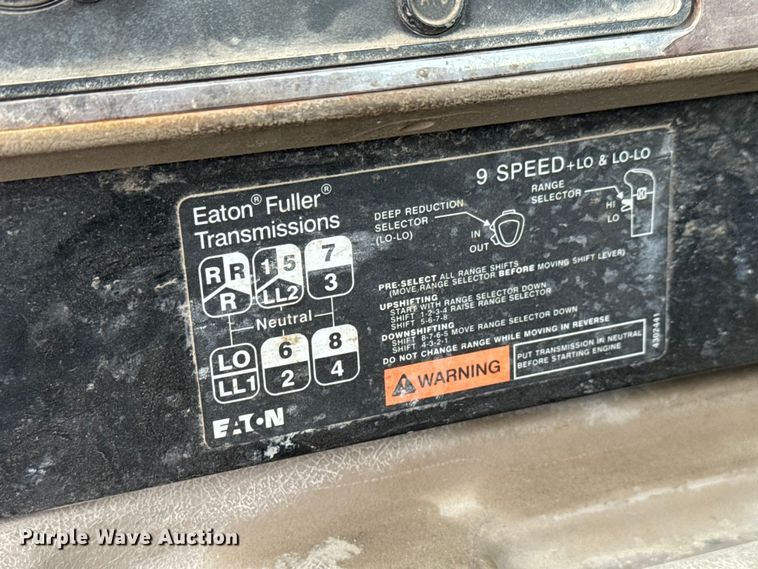 9 SPEED +LO & LO-LO
Eaton® Fuller®
Transmissions
DEEP REDUCTION
SELECTOR
(LO-LO)
IN
OUT
RANGE
SELECTOR
HI
LO
R R 1 5 7
R LL2 3
Neutral
LO 6 8
LL1 2 4
PRE-SELECT ALL RANGE SHIFTS
(MOVE RANGE SELECTOR BEFORE MOVING SHIFT LEVER)
UPSHIFTING
START WITH RANGE SELECTOR DOWN
SHIFT 1-2-3-4 RAISE RANGE SELECTOR
SHIFT 5-6-7-8
DOWNSHIFTING
SHIFT 8-7-6-5 MOVE RANGE SELECTOR DOWN
SHIFT 4-3-2-1
DO NOT CHANGE RANGE WHILE MOVING IN REVERSE
WARNING
PUT TRANSMISSION IN NEUTRAL
BEFORE STARTING ENGINE
4302441
EATON
Purple Wave Auction